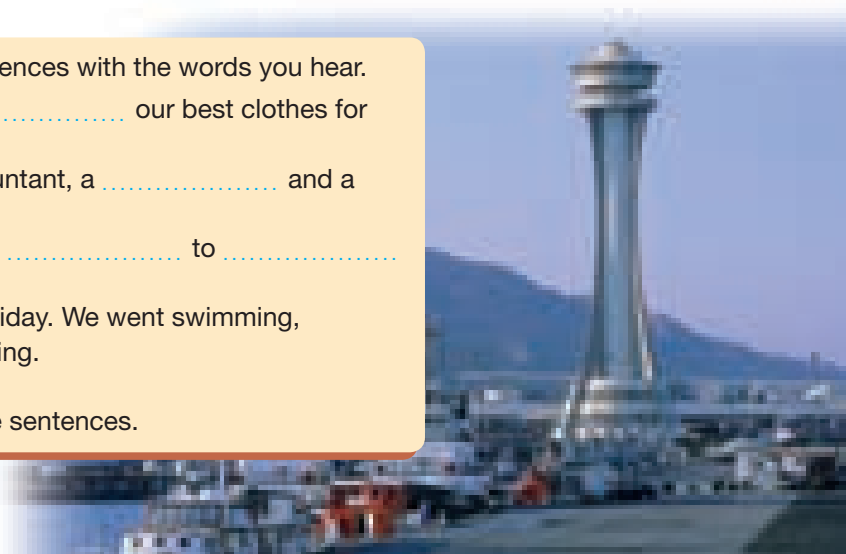 ences with the words you hear.
.............. our best clothes for
untant, a .................... and a
.................... to ....................
iday. We went swimming,
ing.
e sentences.